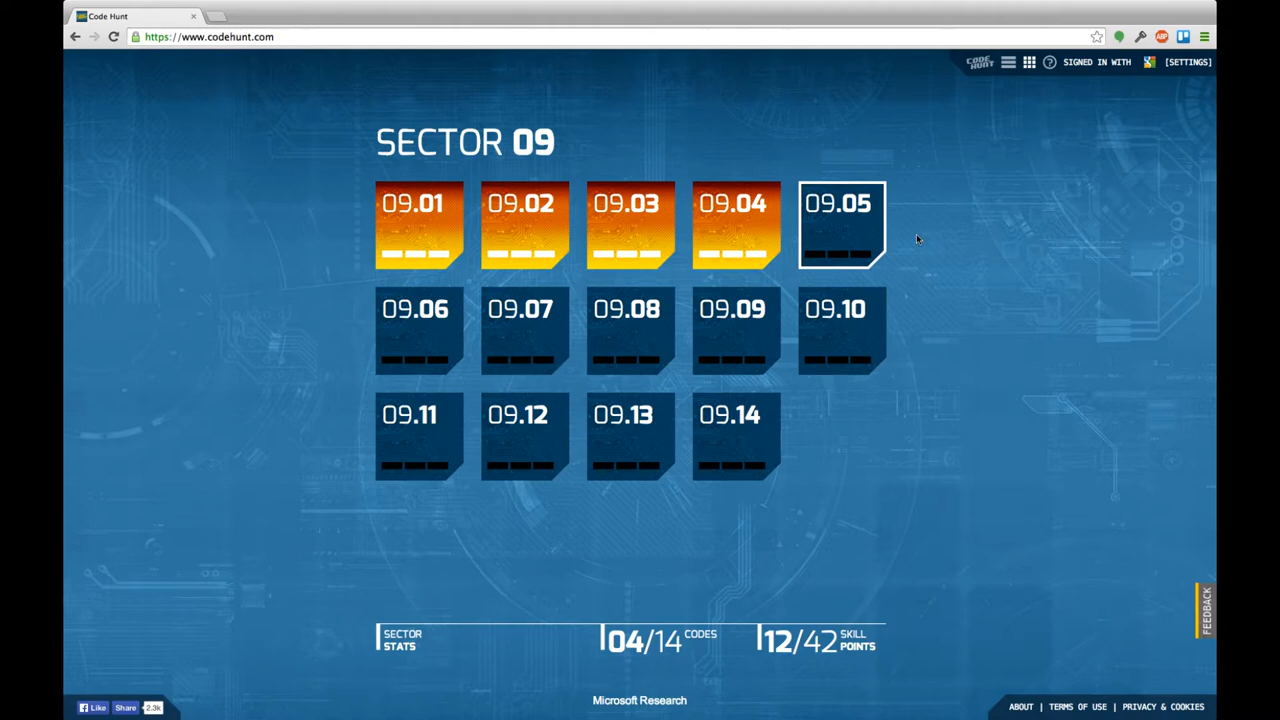 Code Hunt
https://www.codehunt.com
CODE HUNT
SIGNED IN WITH
[SETTINGS]
SECTOR 09
09.01
09.02
09.03
09.04
09.05
09.06
09.07
09.08
09.09
09.10
09.11
09.12
09.13
09.14
SECTOR STATS
04/14 CODES
12/42 SKILL POINTS
FEEDBACK
Microsoft Research
Like
Share
2.3k
ABOUT | TERMS OF USE | PRIVACY & COOKIES